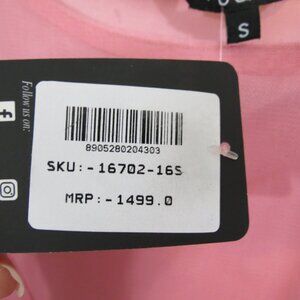 S
Follow us on:
8905280204303
SKU:-16702-16S
MRP:-1499.0